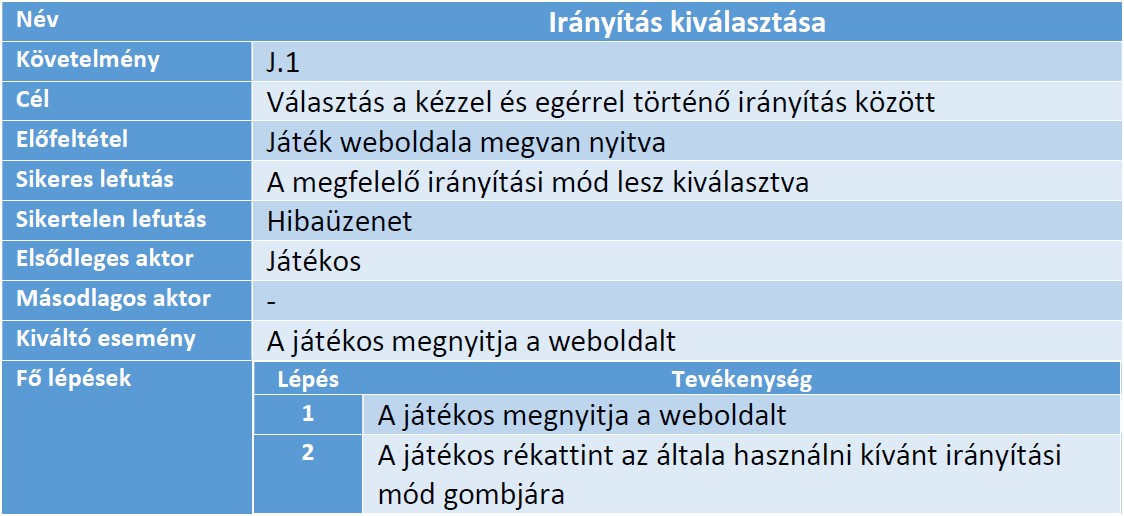 Név Irányítás kiválasztása
Követelmény J.1
Cél Választás a kézzel és egérrel történő irányítás között
Előfeltétel Játék weboldala megvan nyitva
Sikeres lefutás A megfelelő irányítási mód lesz kiválasztva
Sikertelen lefutás Hibaüzenet
Elsődleges aktor Játékos
Másodlagos aktor -
Kiváltó esemény A játékos megnyitja a weboldalt
Fő lépések Lépés Tevékenység
1 A játékos megnyitja a weboldalt
2 A játékos rékattint az általa használni kívánt irányítási
mód gombjára